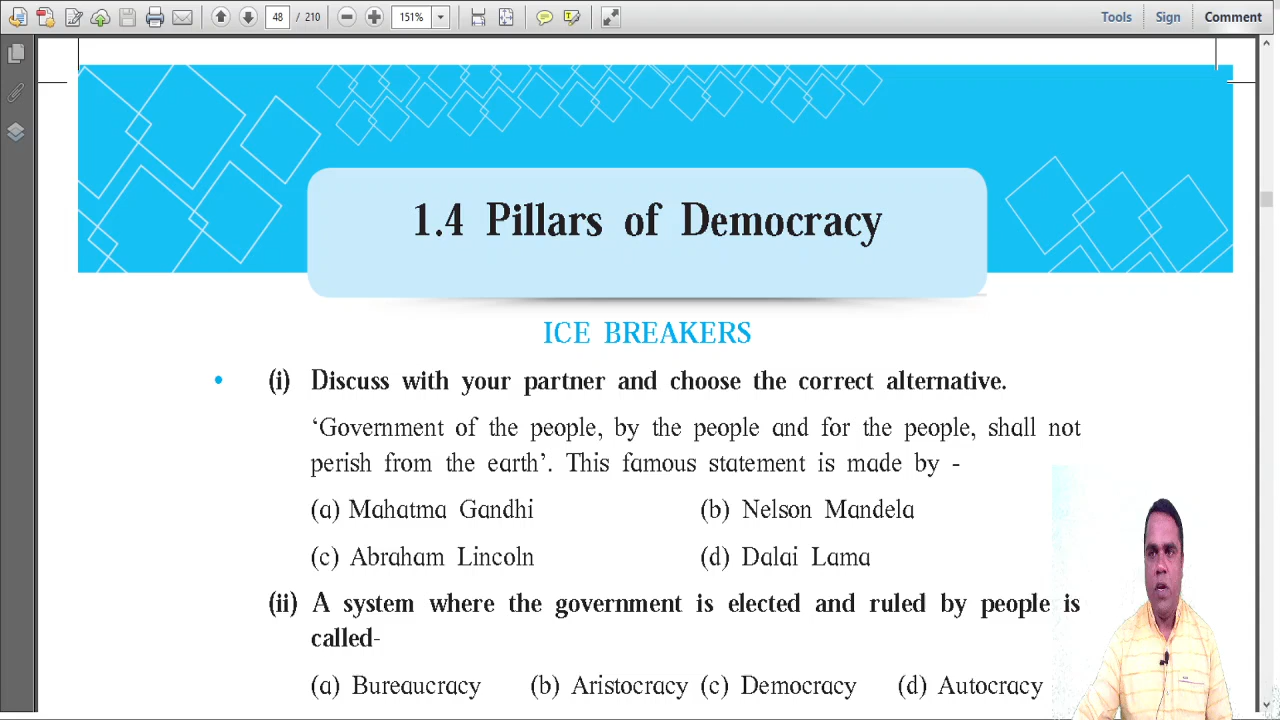 48 / 210 151% Tools Sign Comment
1.4 Pillars of Democracy
ICE BREAKERS
• (i) Discuss with your partner and choose the correct alternative.
‘Government of the people, by the people and for the people, shall not
perish from the earth’. This famous statement is made by -
(a) Mahatma Gandhi (b) Nelson Mandela
(c) Abraham Lincoln (d) Dalai Lama
(ii) A system where the government is elected and ruled by people is
called-
(a) Bureaucracy (b) Aristocracy (c) Democracy (d) Autocracy